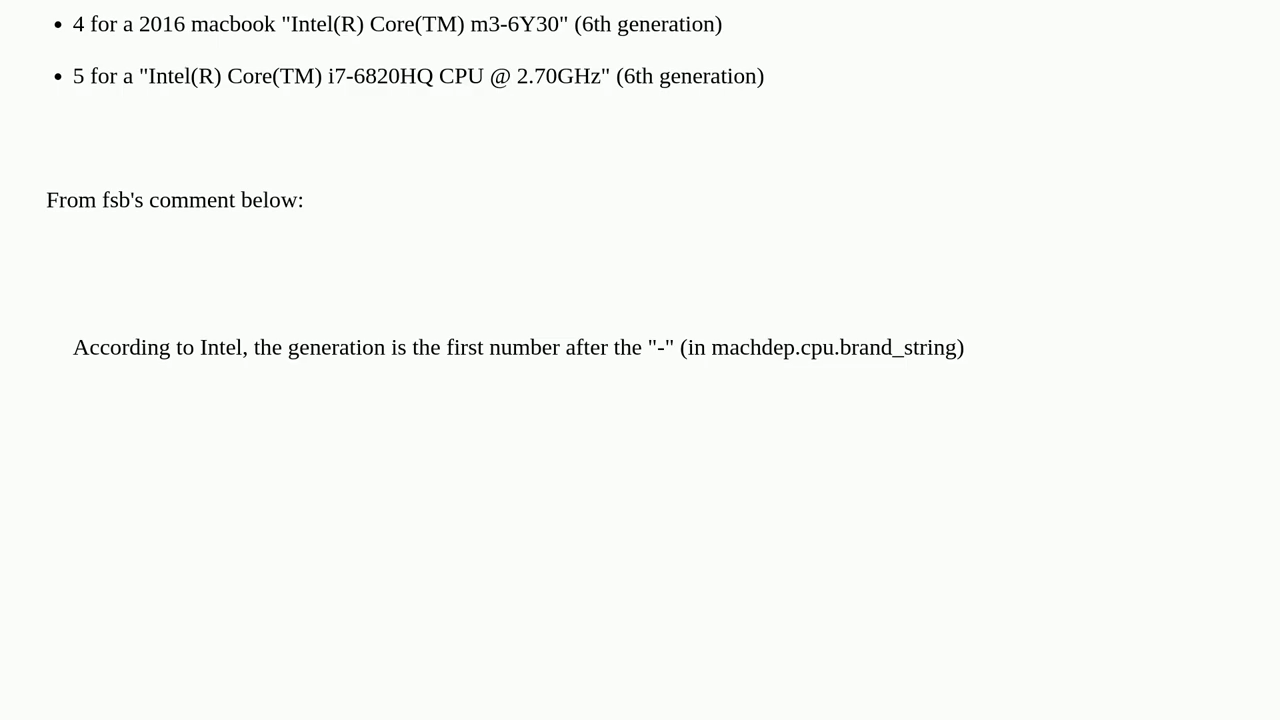 • 4 for a 2016 macbook "Intel(R) Core(TM) m3-6Y30" (6th generation)
• 5 for a "Intel(R) Core(TM) i7-6820HQ CPU @ 2.70GHz" (6th generation)
From fsb's comment below:
According to Intel, the generation is the first number after the "-" (in machdep.cpu.brand_string)